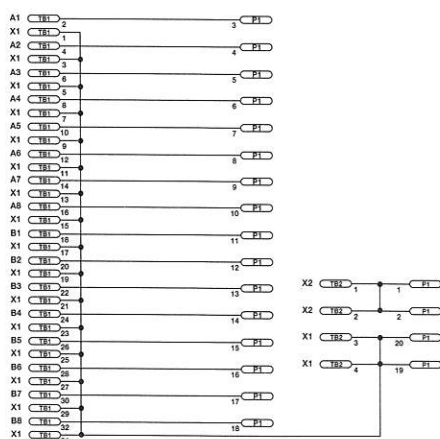 A1 TB1 2 3 P1
X1 TB1 1
A2 TB1 4 4 P1
X1 TB1 3
A3 TB1 6 5 P1
X1 TB1 5
A4 TB1 8 6 P1
X1 TB1 7
A5 TB1 10 7 P1
X1 TB1 9
A6 TB1 12 8 P1
X1 TB1 11
A7 TB1 14 9 P1
X1 TB1 13
A8 TB1 16 10 P1
X1 TB1 15
B1 TB1 18 11 P1
X1 TB1 17
B2 TB1 20 12 P1
X1 TB1 19
B3 TB1 22 13 P1
X1 TB1 21
B4 TB1 24 14 P1
X1 TB1 23
B5 TB1 26 15 P1
X1 TB1 25
B6 TB1 28 16 P1
X1 TB1 27
B7 TB1 30 17 P1
X1 TB1 29
B8 TB1 32 18 P1
X1 TB1
X2 TB2 1 1 P1
X2 TB2 2 2 P1
X1 TB2 3 20 P1
X1 TB2 4 19 P1